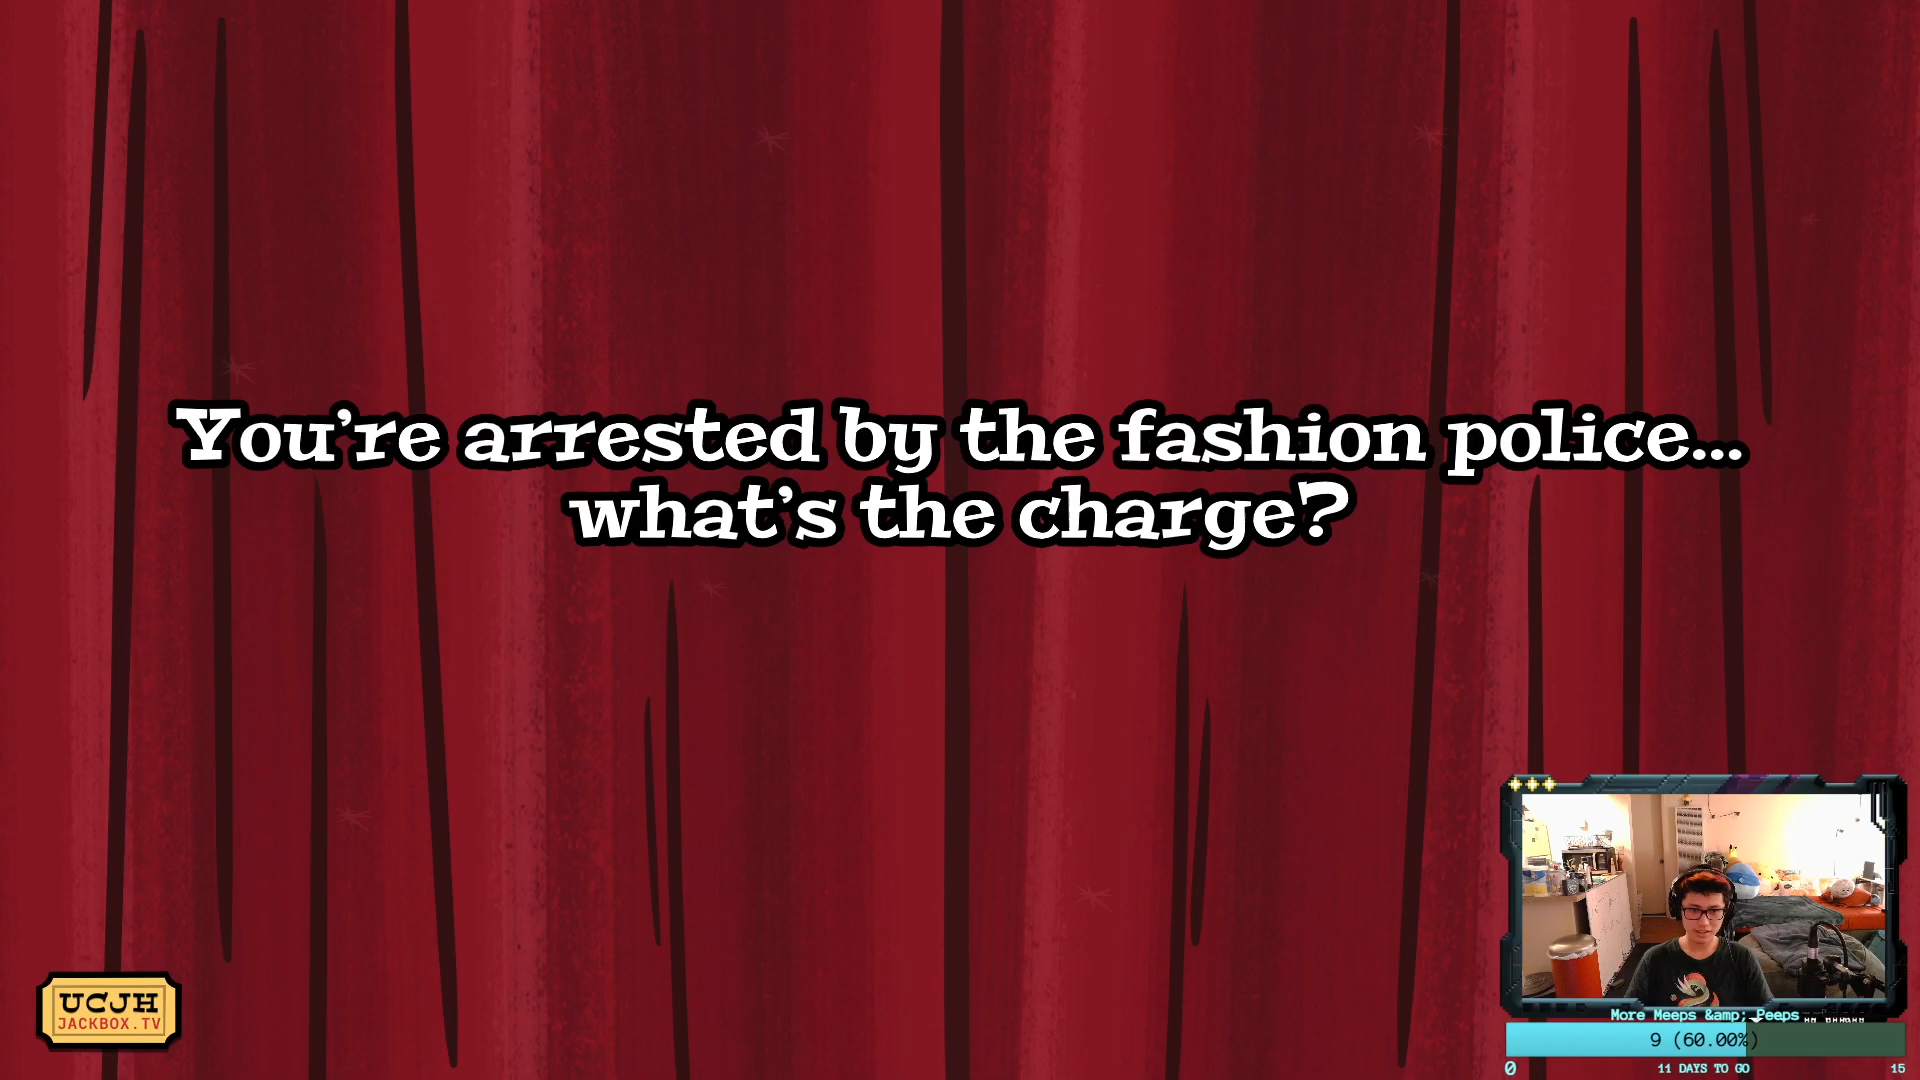 You're arrested by the fashion police...
what's the charge?
UCJH
JACKBOX.TV
More Meeps &amp; Peeps
9 (60.00%)
0
11 DAYS TO GO
15